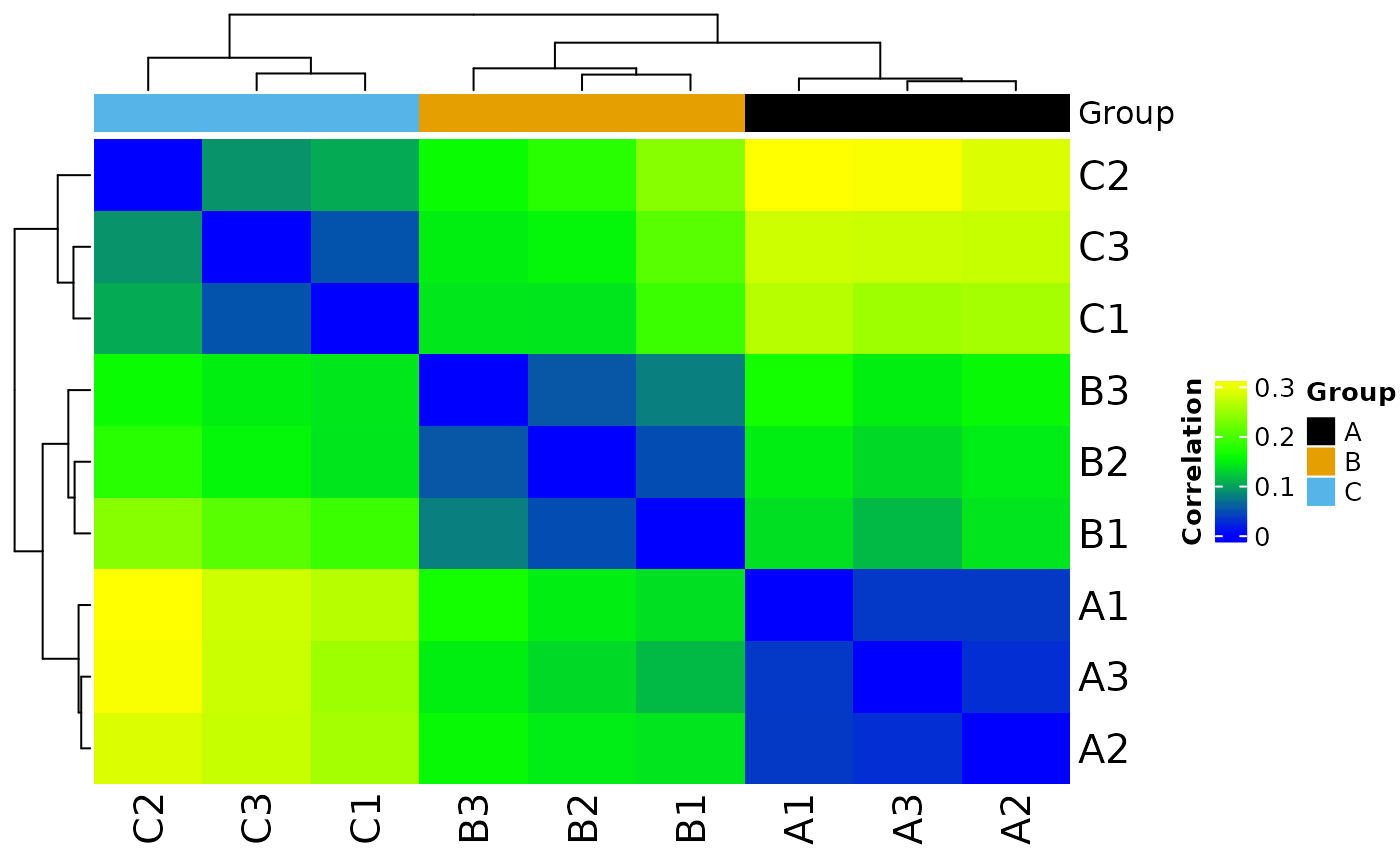 Group
C2
C3
C1
B3
B2
B1
A1
A3
A2
C2 C3 C1 B3 B2 B1 A1 A3 A2
Correlation
0.3
0.2
0.1
0
Group
A
B
C